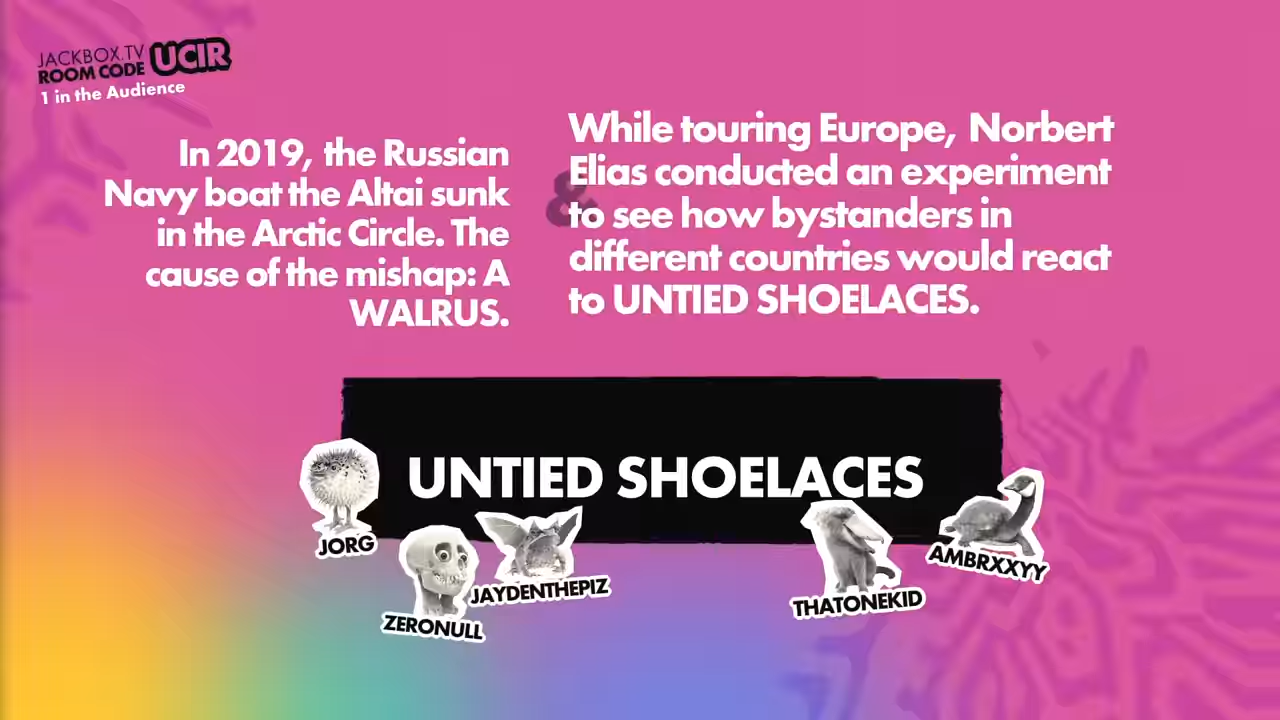 JACKBOX.TV
ROOM CODE UCIR
1 in the Audience
In 2019, the Russian
Navy boat the Altai sunk
in the Arctic Circle. The
cause of the mishap: A
WALRUS.
&
While touring Europe, Norbert
Elias conducted an experiment
to see how bystanders in
different countries would react
to UNTIED SHOELACES.
UNTIED SHOELACES
JORG
ZERONULL
JAYDENTHEPIZ
THATONEKID
AMBRXXYY